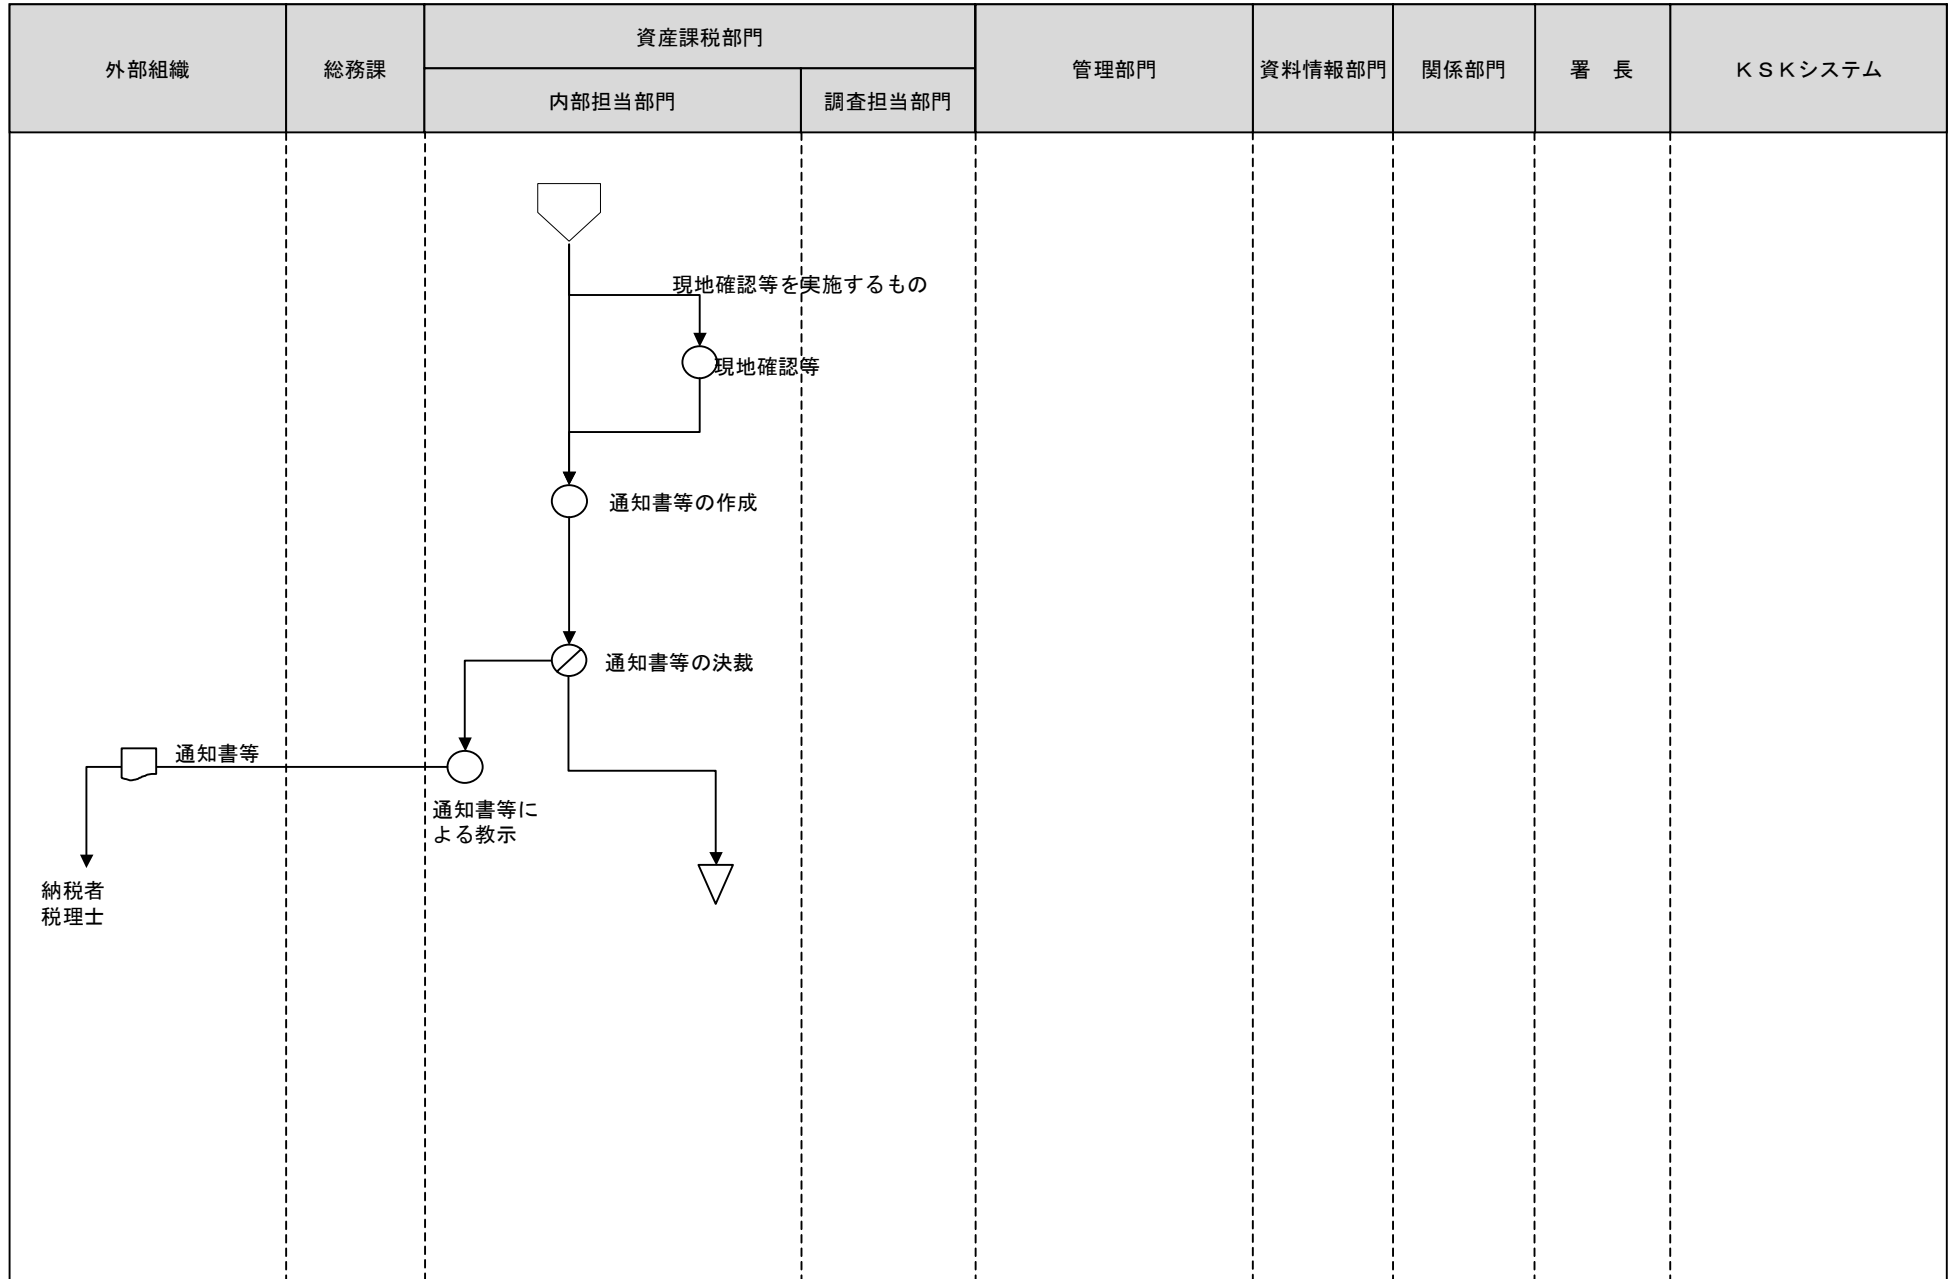 外部組織
総務課
資産課税部門
内部担当部門
調査担当部門
管理部門
資料情報部門
関係部門
署　長
ＫＳＫシステム
現地確認等を実施するもの
現地確認等
通知書等の作成
通知書等の決裁
通知書等
通知書等に
よる教示
納税者
税理士